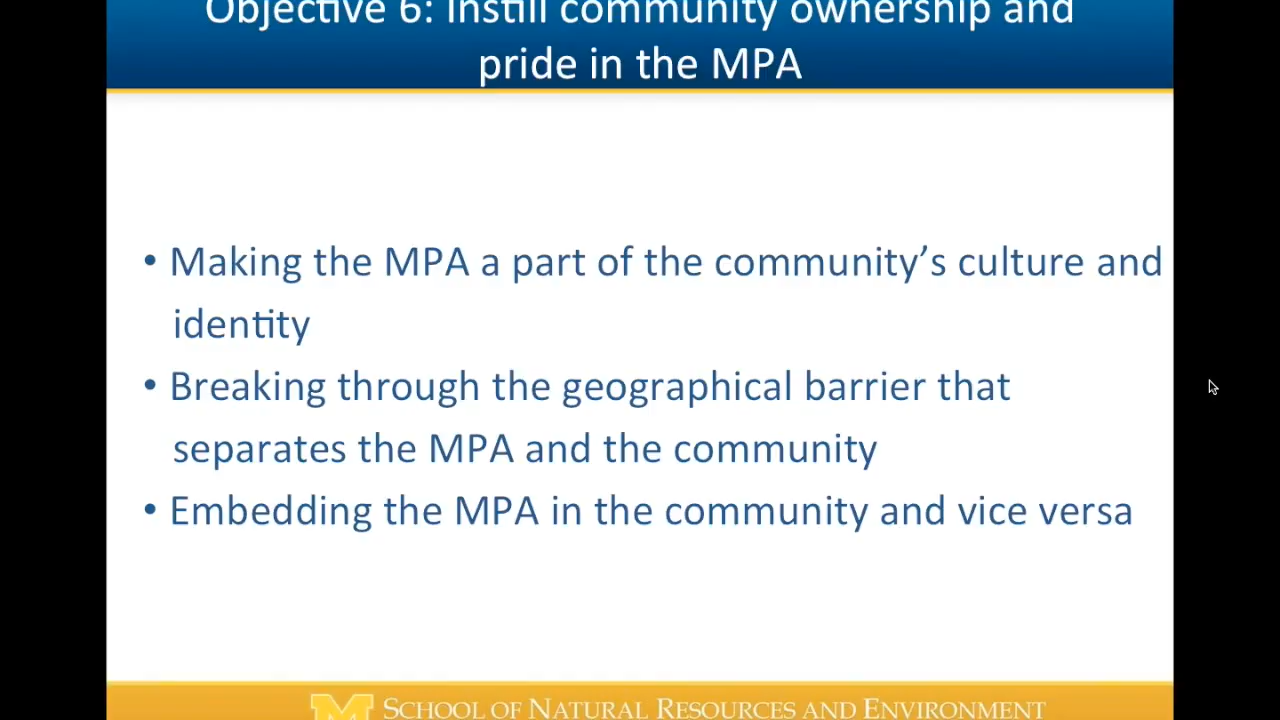 Objective 6: Instill community ownership and
pride in the MPA
• Making the MPA a part of the community’s culture and
identity
• Breaking through the geographical barrier that
separates the MPA and the community
• Embedding the MPA in the community and vice versa
M SCHOOL OF NATURAL RESOURCES AND ENVIRONMENT